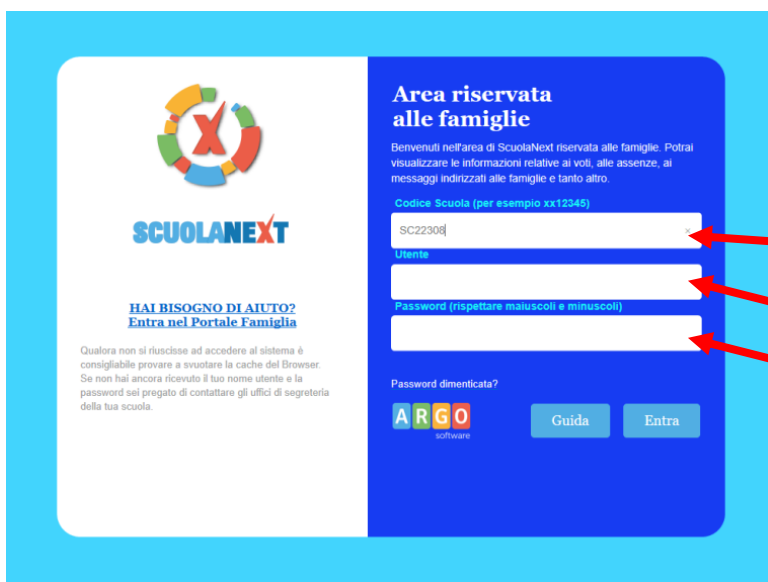 SCUOLANEXT
HAI BISOGNO DI AIUTO?
Entra nel Portale Famiglia
Qualora non si riuscisse ad accedere al sistema è
consigliabile provare a svuotare la cache del Browser.
Se non hai ancora ricevuto il tuo nome utente e la
password sei pregato di contattare gli uffici di segreteria
della tua scuola.
Area riservata
alle famiglie
Benvenuti nell'area di ScuolaNext riservata alle famiglie. Potrai
visualizzare le informazioni relative ai voti, alle assenze, ai
messaggi indirizzati alle famiglie e tanto altro.
Codice Scuola (per esempio xx12345)
SC22308
Utente
Password (rispettare maiuscoli e minuscoli)
Password dimenticata?
ARGO
software
Guida
Entra